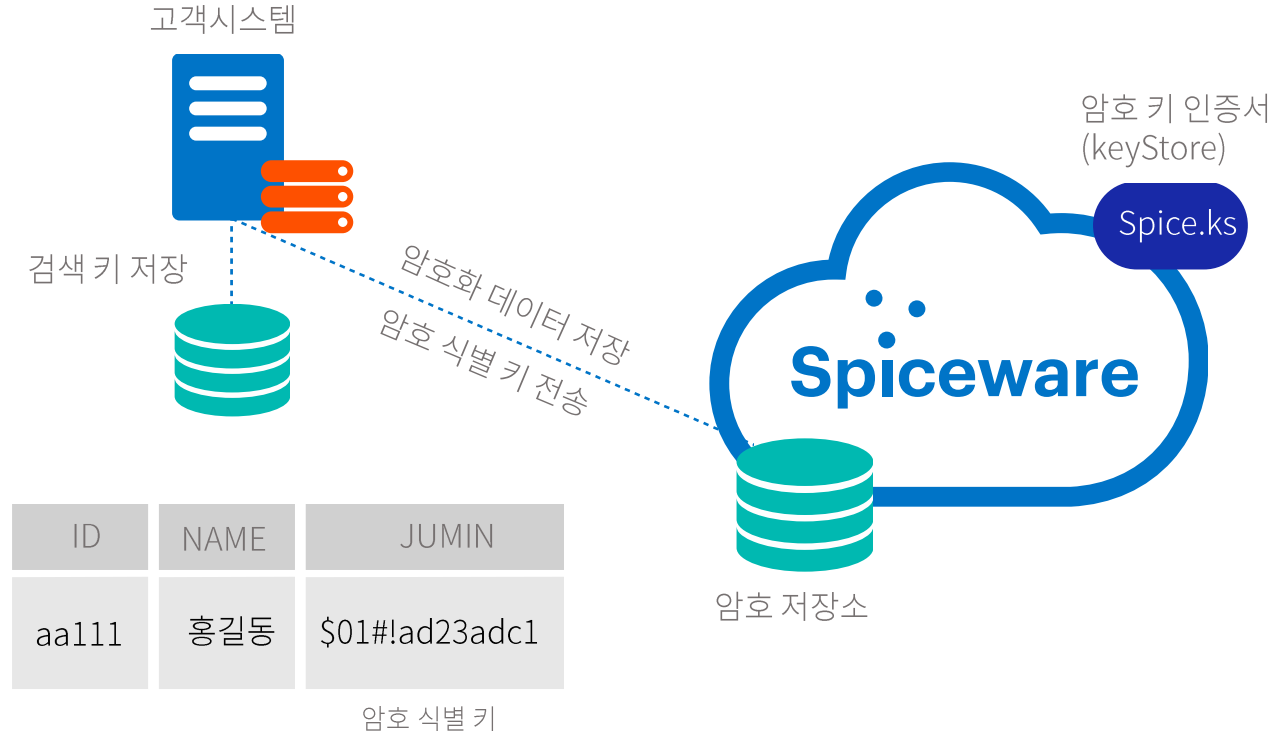 고객시스템
암호 키 인증서
(keyStore)
Spice.ks
검색 키 저장
암호화 데이터 저장
암호 식별 키 전송
Spiceware
암호 저장소
ID NAME JUMIN
aa111 홍길동 $01#!ad23adc1
암호 식별 키